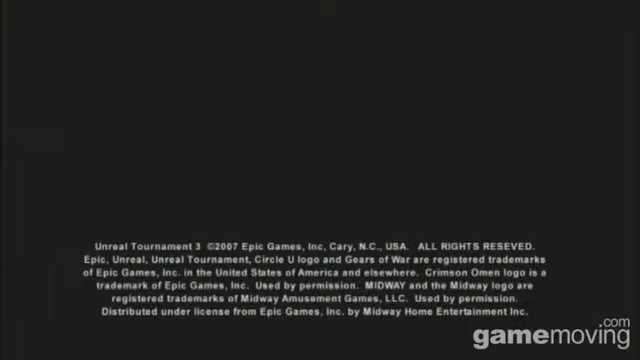 Unreal Tournament 3 ©2007 Epic Games, Inc, Cary, N.C., USA. ALL RIGHTS RESEVED.
Epic, Unreal, Unreal Tournament, Circle U logo and Gears of War are registered trademarks
of Epic Games, Inc. in the United States of America and elsewhere. Crimson Omen logo is a
trademark of Epic Games, Inc. Used by permission. MIDWAY and the Midway logo are
registered trademarks of Midway Amusement Games, LLC. Used by permission.
Distributed under license from Epic Games, Inc. by Midway Home Entertainment Inc.
.com
gamemoving